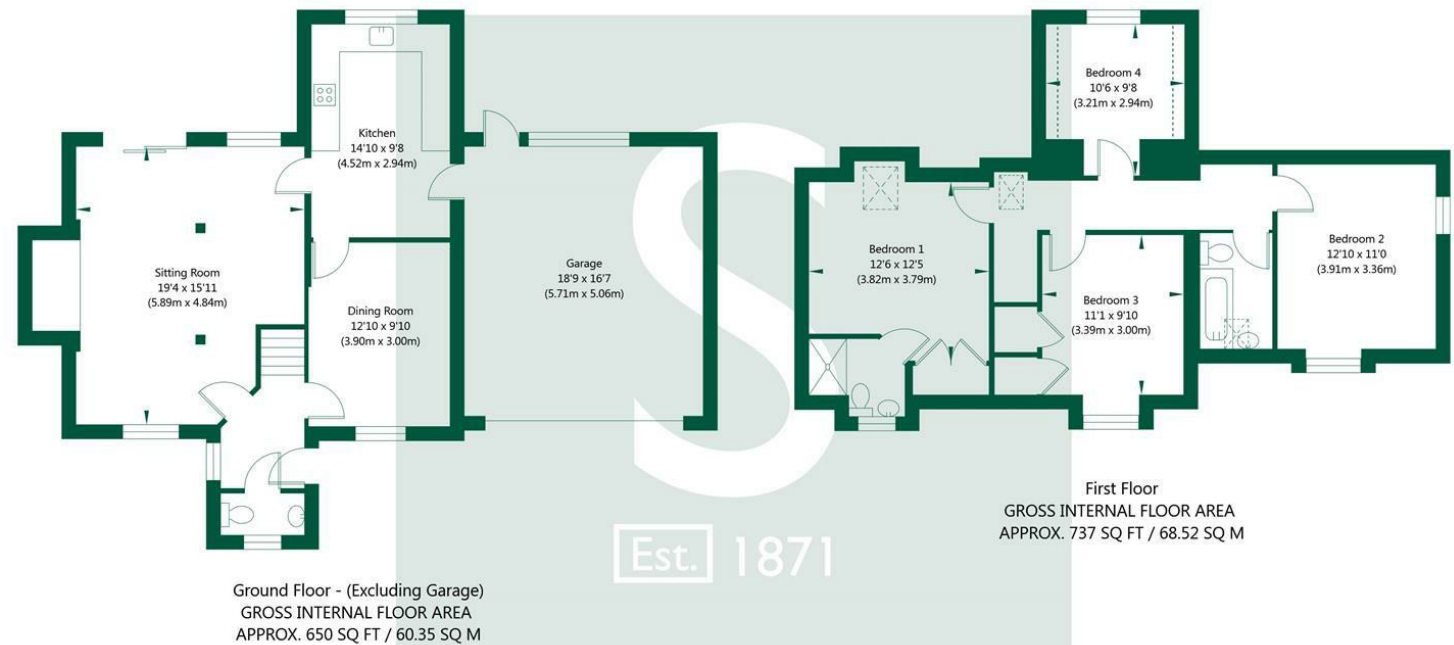 Kitchen
14'10 x 9'8
(4.52m x 2.94m)
Sitting Room
19'4 x 15'11
(5.89m x 4.84m)
Dining Room
12'10 x 9'10
(3.90m x 3.00m)
Garage
18'9 x 16'7
(5.71m x 5.06m)
Ground Floor - (Excluding Garage)
GROSS INTERNAL FLOOR AREA
APPROX. 650 SQ FT / 60.35 SQ M
Bedroom 4
10'6 x 9'8
(3.21m x 2.94m)
Bedroom 1
12'6 x 12'5
(3.82m x 3.79m)
Bedroom 3
11'1 x 9'10
(3.39m x 3.00m)
Bedroom 2
12'10 x 11'0
(3.91m x 3.36m)
First Floor
GROSS INTERNAL FLOOR AREA
APPROX. 737 SQ FT / 68.52 SQ M
S
Est. 1871